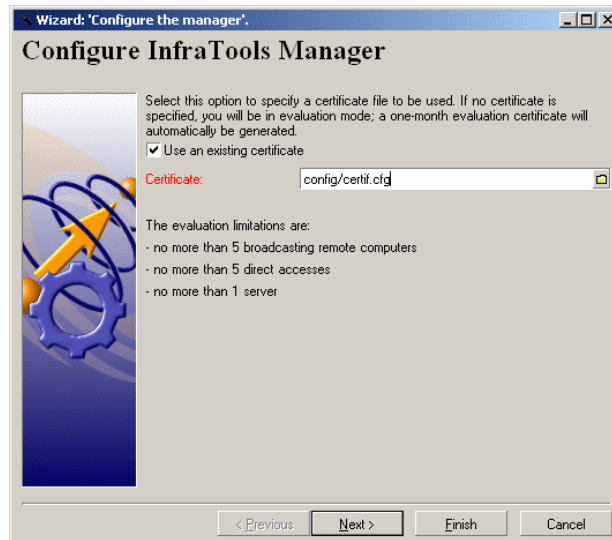 Wizard: 'Configure the manager'.
Configure InfraTools Manager
Select this option to specify a certificate file to be used. If no certificate is
specified, you will be in evaluation mode; a one-month evaluation certificate will
automatically be generated.
Use an existing certificate
Certificate: config/certif.cfg
The evaluation limitations are:
- no more than 5 broadcasting remote computers
- no more than 5 direct accesses
- no more than 1 server
< Previous Next > Finish Cancel